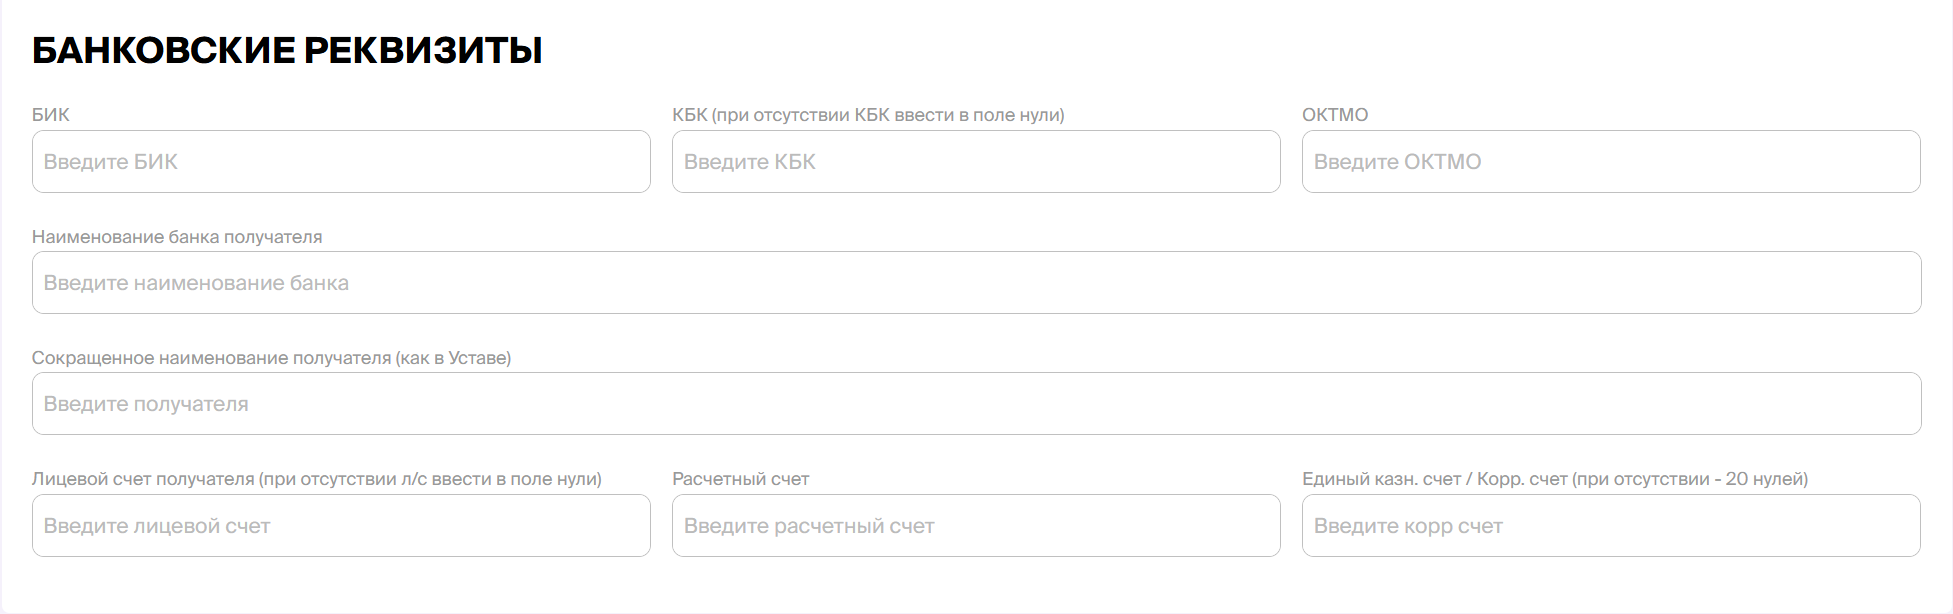 БАНКОВСКИЕ РЕКВИЗИТЫ
БИК
КБК (при отсутствии КБК ввести в поле нули)
ОКТМО
Введите БИК
Введите КБК
Введите ОКТМО
Наименование банка получателя
Введите наименование банка
Сокращенное наименование получателя (как в Уставе)
Введите получателя
Лицевой счет получателя (при отсутствии л/с ввести в поле нули)
Расчетный счет
Единый казн. счет / Корр. счет (при отсутствии - 20 нулей)
Введите лицевой счет
Введите расчетный счет
Введите корр счет